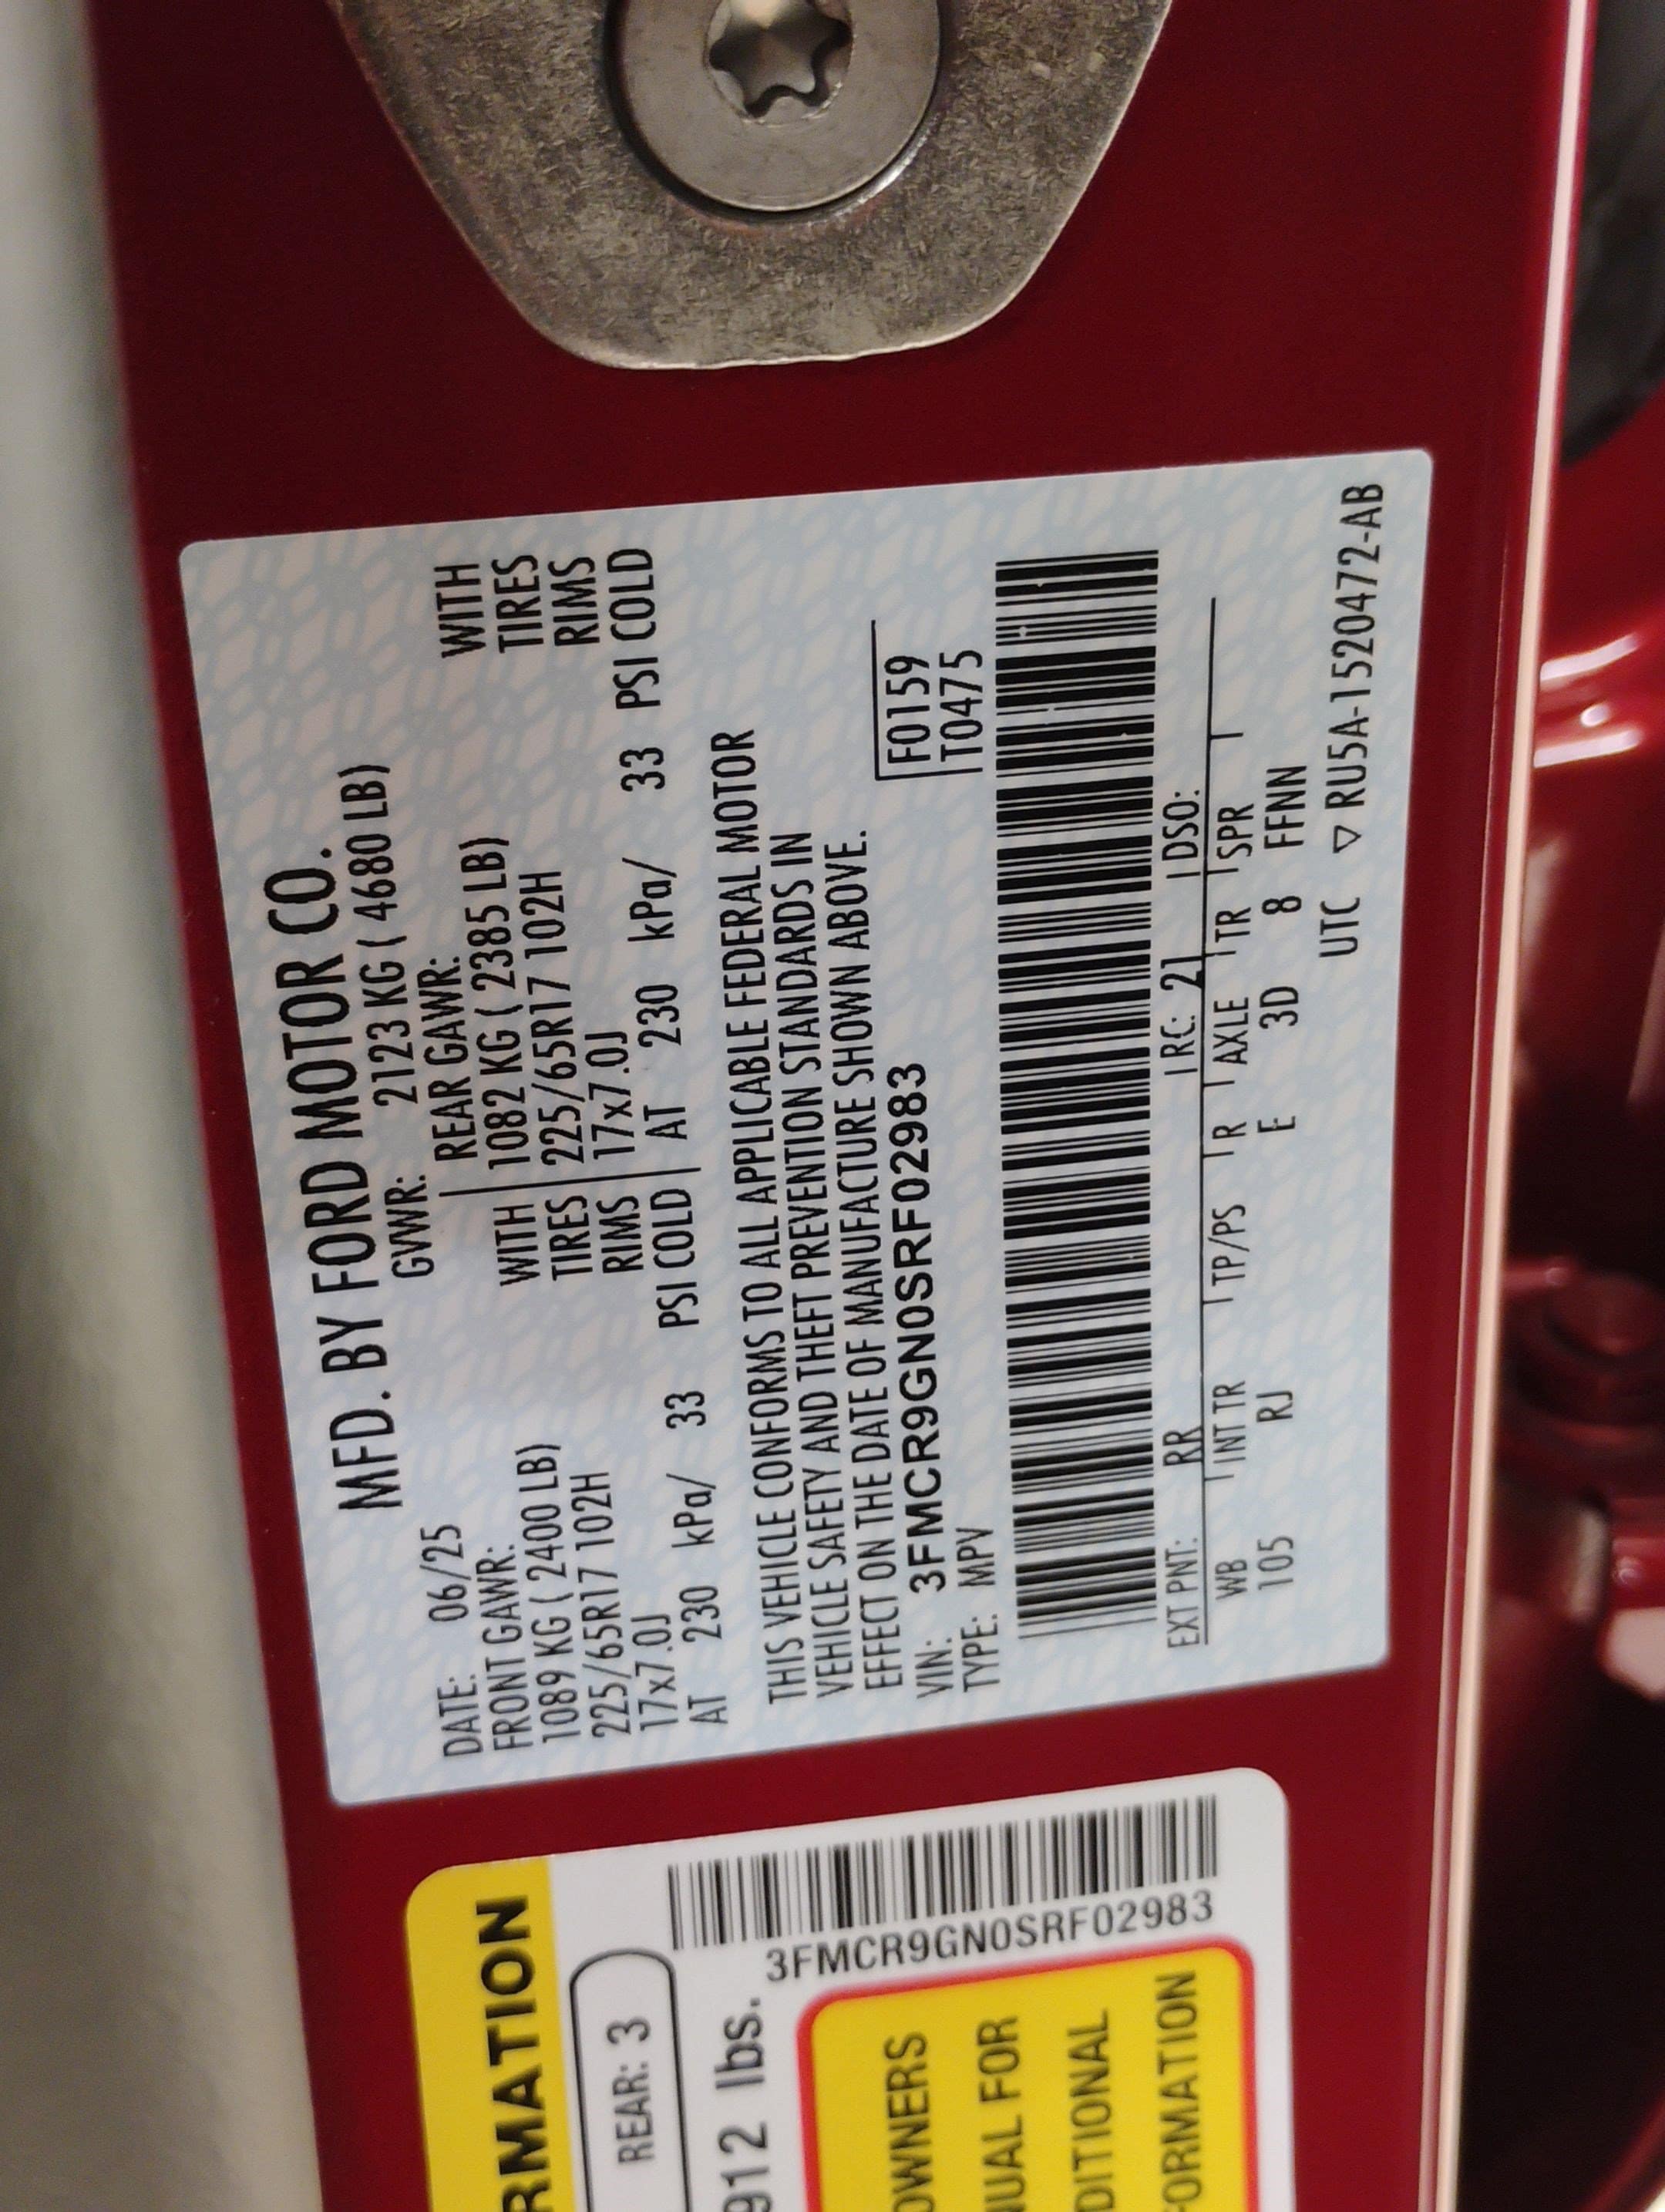 MFD. BY FORD MOTOR CO.
DATE: 06/25 GVWR: 2123 KG ( 4680 LB)
FRONT GAWR: REAR GAWR:
1089 KG ( 2400 LB) WITH 1082 KG ( 2385 LB) WITH
225/65R17 102H TIRES 225/65R17 102H TIRES
17x7.0J RIMS 17x7.0J RIMS
AT 230 kPa/ 33 PSI COLD AT 230 kPa/ 33 PSI COLD
THIS VEHICLE CONFORMS TO ALL APPLICABLE FEDERAL MOTOR
VEHICLE SAFETY AND THEFT PREVENTION STANDARDS IN
EFFECT ON THE DATE OF MANUFACTURE SHOWN ABOVE.
VIN: 3FMCR9GN0SRF02983
TYPE: MPV
F0159
T0475
EXT PNT: RR RC: 21 DSO:
WB INT TR TP/PS R AXLE TR SPR
105 RJ E 3D 8 FFNN
UTC ▽ RU5A-1520472-AB
RMATION
REAR: 3
912 lbs.
3FMCR9GN0SRF02983
OWNERS
NUAL FOR
DITIONAL
FORMATION